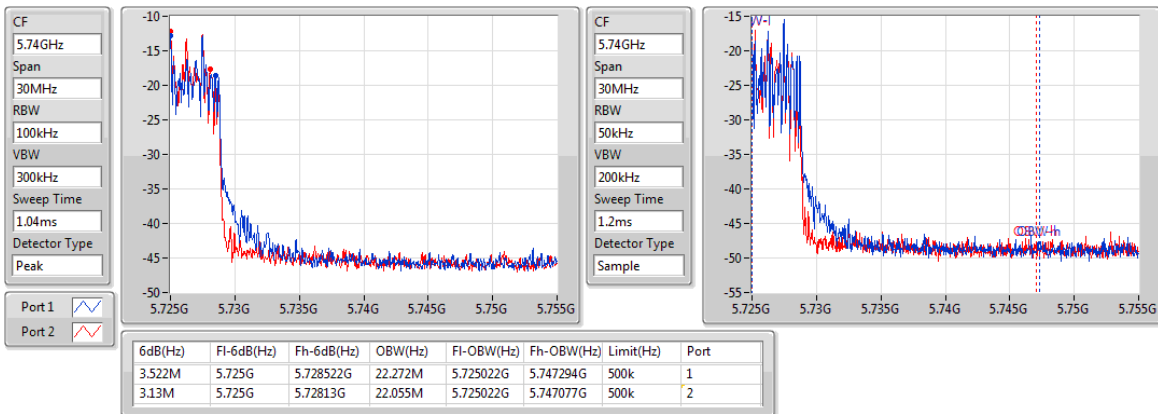 CF
5.74GHz
Span
30MHz
RBW
100kHz
VBW
300kHz
Sweep Time
1.04ms
Detector Type
Peak
Port 1
Port 2
-10
-15
-20
-25
-30
-35
-40
-45
-50
5.725G 5.73G 5.735G 5.74G 5.745G 5.75G 5.755G
CF
5.74GHz
Span
30MHz
RBW
50kHz
VBW
200kHz
Sweep Time
1.2ms
Detector Type
Sample
-15
-20
-25
-30
-35
-40
-45
-50
-55
5.725G 5.73G 5.735G 5.74G 5.745G 5.75G 5.755G
6dB(Hz) Fl-6dB(Hz) Fh-6dB(Hz) OBW(Hz) Fl-OBW(Hz) Fh-OBW(Hz) Limit(Hz) Port
3.522M 5.725G 5.728522G 22.272M 5.725022G 5.747294G 500k 1
3.13M 5.725G 5.72813G 22.055M 5.725022G 5.747077G 500k 2